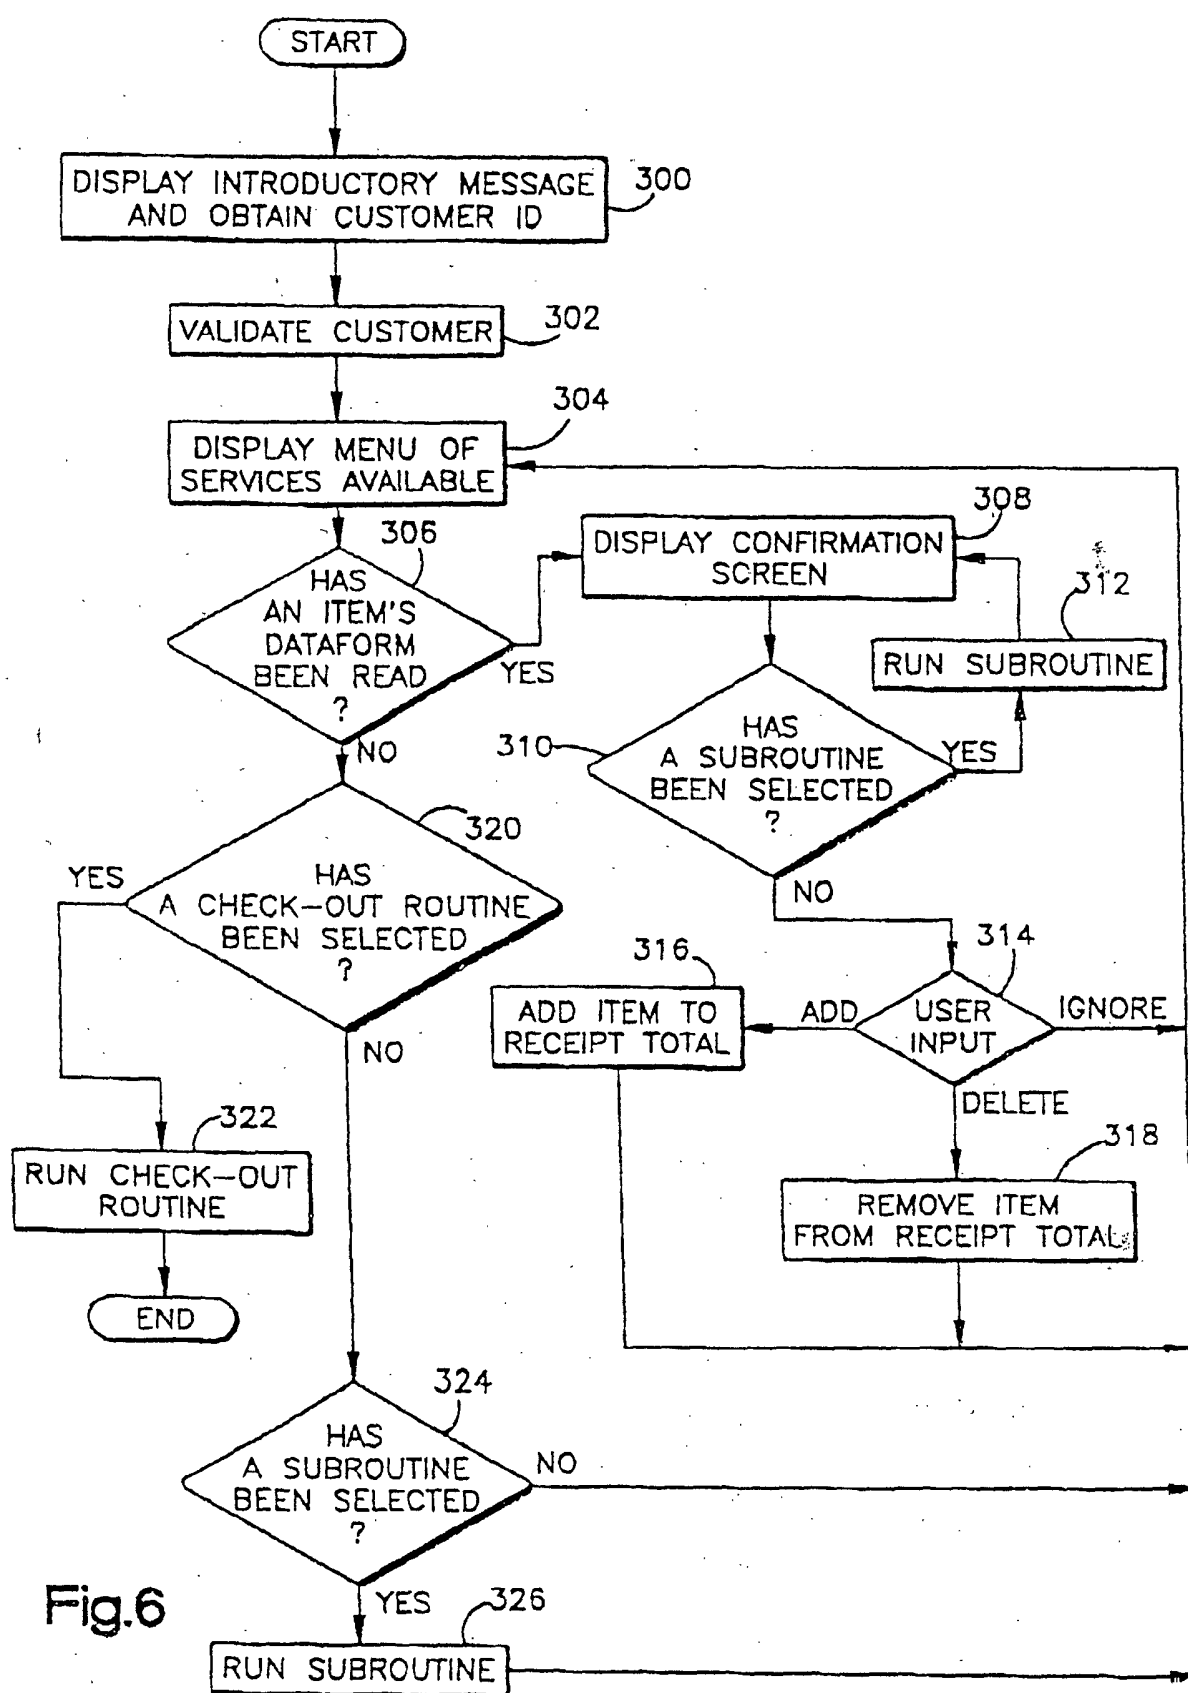 START
DISPLAY INTRODUCTORY MESSAGE
AND OBTAIN CUSTOMER ID
300
VALIDATE CUSTOMER
302
304
DISPLAY MENU OF
SERVICES AVAILABLE
306
HAS
AN ITEM'S
DATAFORM
BEEN READ
?
YES
NO
308
DISPLAY CONFIRMATION
SCREEN
312
RUN SUBROUTINE
310
HAS
A SUBROUTINE
BEEN SELECTED
?
YES
NO
320
YES
HAS
A CHECK-OUT ROUTINE
BEEN SELECTED
?
NO
314
USER
INPUT
ADD
IGNORE
DELETE
316
ADD ITEM TO
RECEIPT TOTAL
318
REMOVE ITEM
FROM RECEIPT TOTAL
322
RUN CHECK-OUT
ROUTINE
END
324
HAS
A SUBROUTINE
BEEN SELECTED
?
NO
YES
326
RUN SUBROUTINE
Fig.6